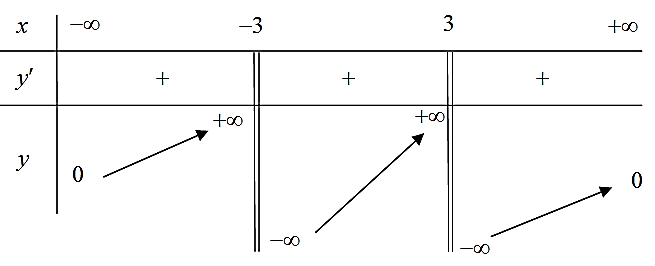 x −∞ −3 3 +∞
y′ + + +
+∞ +∞
y 0 0
−∞ −∞